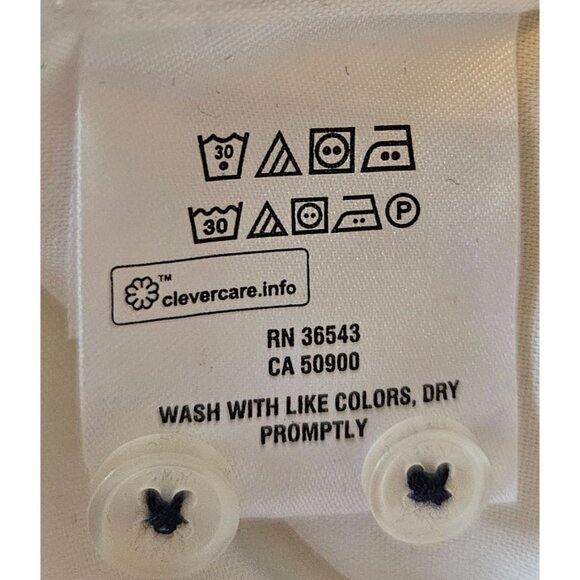 30
30 P
™
clevercare.info
RN 36543
CA 50900
WASH WITH LIKE COLORS, DRY
PROMPTLY